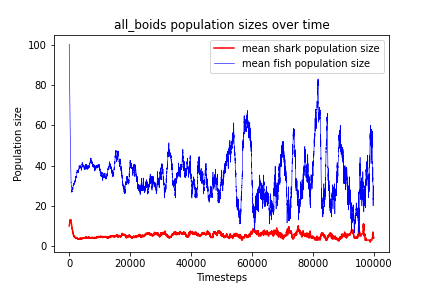 all_boids population sizes over time
mean shark population size
mean fish population size
Population size
100
80
60
40
20
0
0
20000
40000
60000
80000
100000
Timesteps